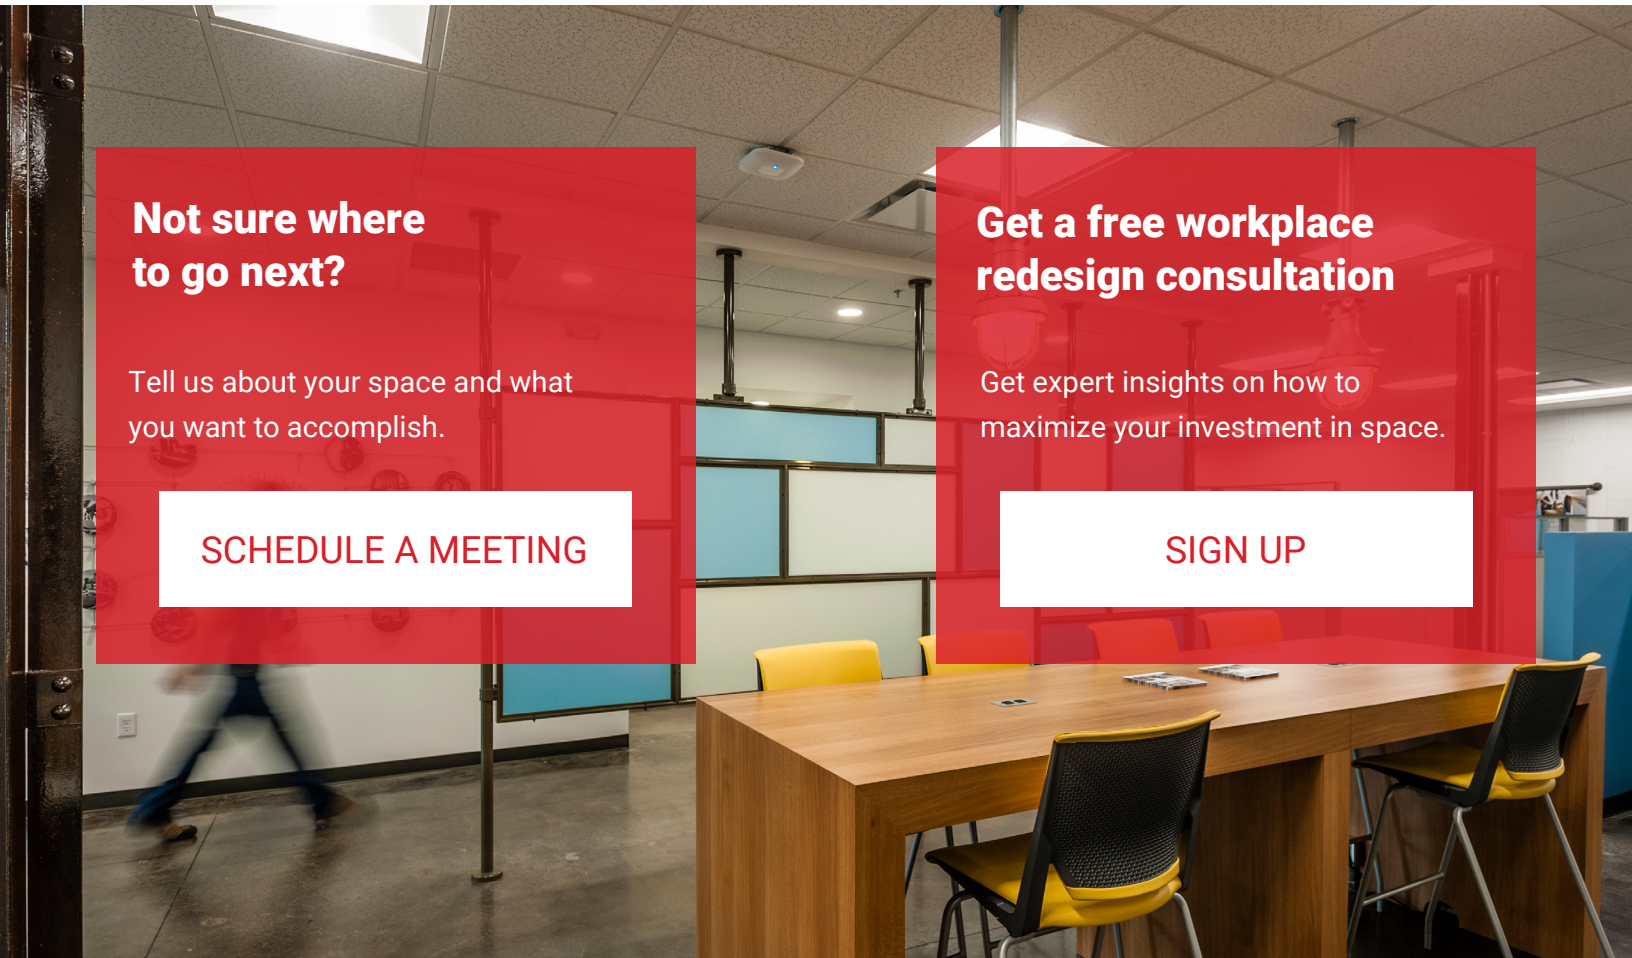 Not sure where
to go next?
Tell us about your space and what
you want to accomplish.
SCHEDULE A MEETING
Get a free workplace
redesign consultation
Get expert insights on how to
maximize your investment in space.
SIGN UP